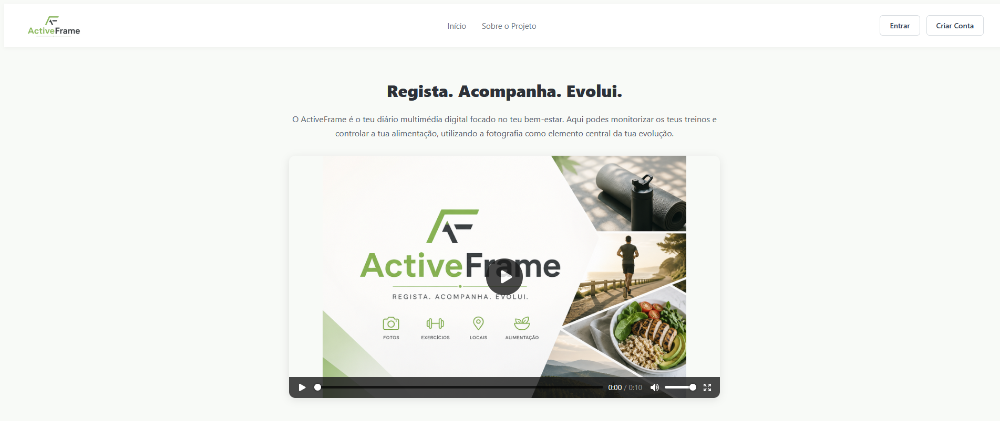 ActiveFrame
Início
Sobre o Projeto
Entrar
Criar Conta
Regista. Acompanha. Evolui.
O ActiveFrame é o teu diário multimédia digital focado no teu bem-estar. Aqui podes monitorizar os teus treinos e
controlar a tua alimentação, utilizando a fotografia como elemento central da tua evolução.
AF
ActiveFrame
REGISTA. ACOMPANHA. EVOLUI.
FOTOS
EXERCÍCIOS
LOCAIS
ALIMENTAÇÃO
0:00 / 0:10